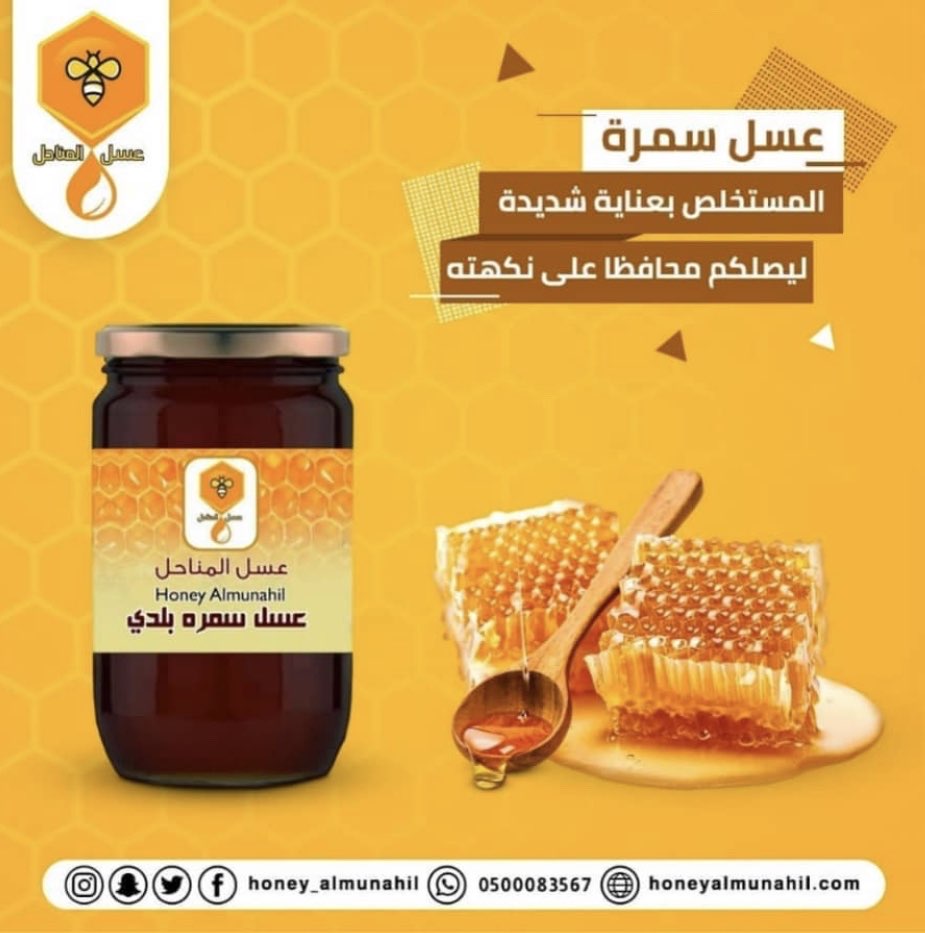 عسل المناحل
عسل سمرة
المستخلص بعناية شديدة
ليصلكم محافظا على نكهته
عسل المناحل
Honey Almunahil
عسل سمره بلدي
honey_almunahil
0500083567
honeyalmunahil.com